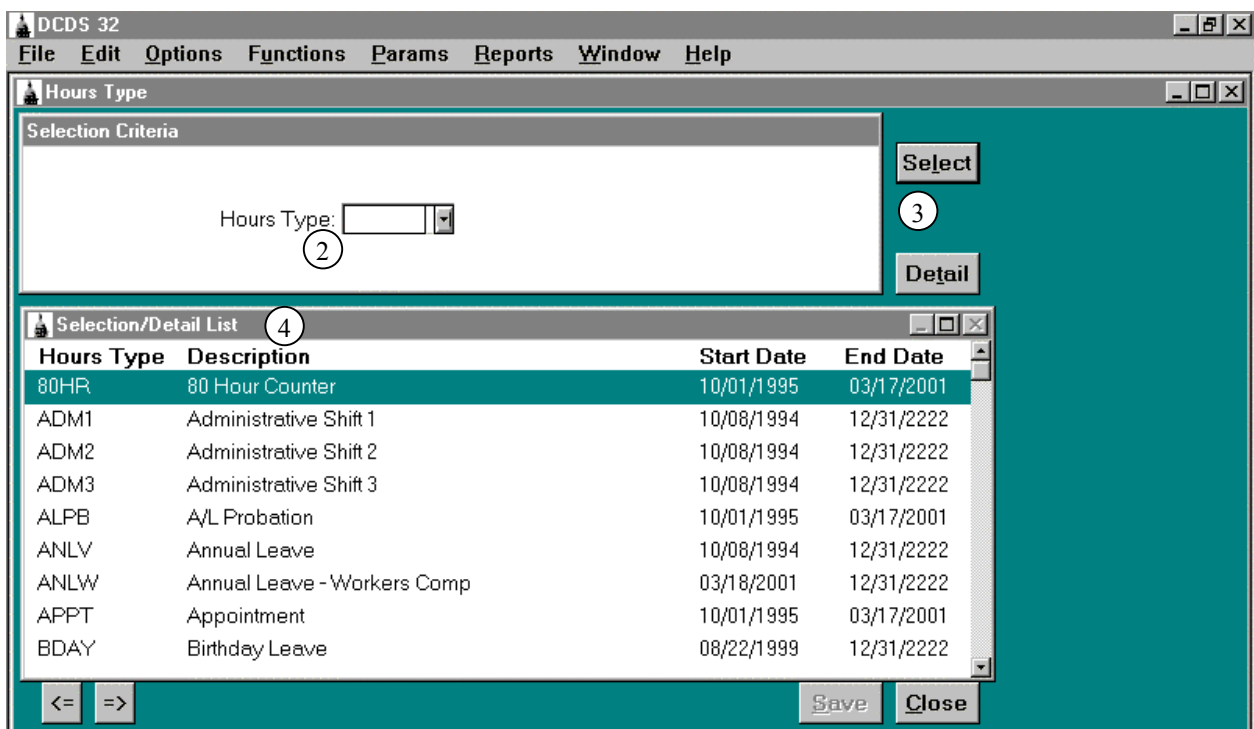 DCDS 32
File Edit Options Functions Params Reports Window Help
Hours Type
Selection Criteria
Select
Hours Type:
2
3
Detail
Selection/Detail List 4
Hours Type Description Start Date End Date
80HR 80 Hour Counter 10/01/1995 03/17/2001
ADM1 Administrative Shift 1 10/08/1994 12/31/2222
ADM2 Administrative Shift 2 10/08/1994 12/31/2222
ADM3 Administrative Shift 3 10/08/1994 12/31/2222
ALPB A/L Probation 10/01/1995 03/17/2001
ANLV Annual Leave 10/08/1994 12/31/2222
ANLW Annual Leave - Workers Comp 03/18/2001 12/31/2222
APPT Appointment 10/01/1995 03/17/2001
BDAY Birthday Leave 08/22/1999 12/31/2222
<= => Save Close